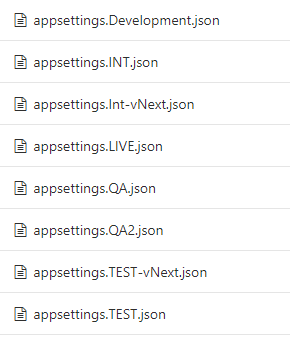 appsettings.Development.json
appsettings.INT.json
appsettings.Int-vNext.json
appsettings.LIVE.json
appsettings.QA.json
appsettings.QA2.json
appsettings.TEST-vNext.json
appsettings.TEST.json